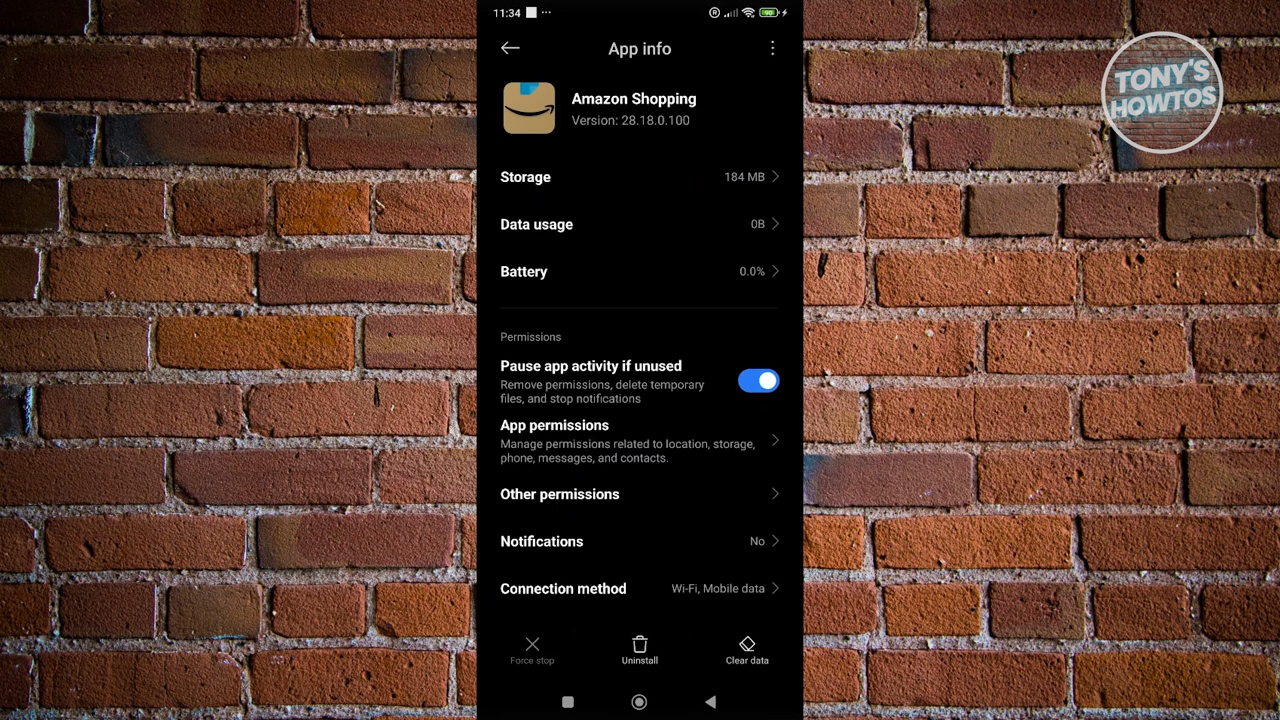 11:34
90
App info
TONY'S
HOWTOS
Amazon Shopping
Version: 28.18.0.100
Storage
184 MB
Data usage
0B
Battery
0.0%
Permissions
Pause app activity if unused
Remove permissions, delete temporary
files, and stop notifications
App permissions
Manage permissions related to location, storage,
phone, messages, and contacts.
Other permissions
Notifications
No
Connection method
Wi-Fi, Mobile data
Force stop
Uninstall
Clear data